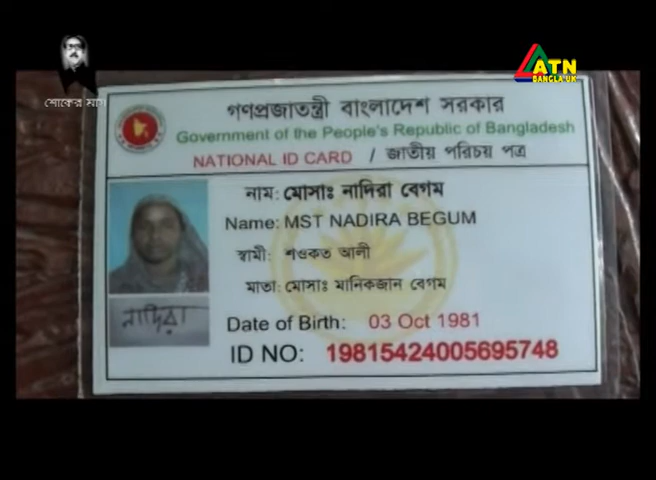 ATN
BANGLA UK
শোকের মাস
গণপ্রজাতন্ত্রী বাংলাদেশ সরকার
Government of the People's Republic of Bangladesh
NATIONAL ID CARD / জাতীয় পরিচয় পত্র
নাম: মোসাঃ নাদিরা বেগম
Name: MST NADIRA BEGUM
স্বামী: শওকত আলী
মাতা: মোসাঃ মানিকজান বেগম
নাদিরা
Date of Birth: 03 Oct 1981
ID NO: 19815424005695748